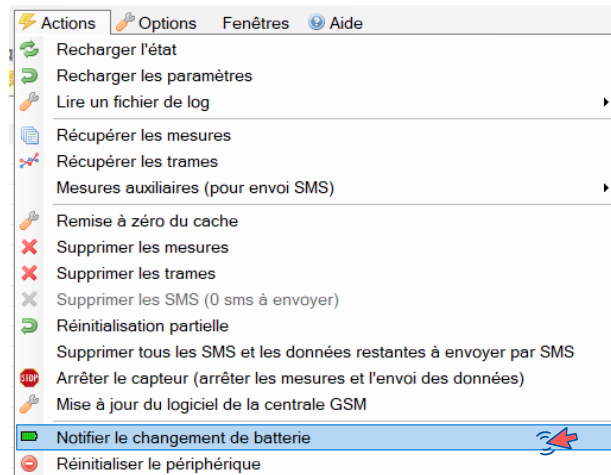 Actions Options Fenêtres Aide
Recharger l'état
Recharger les paramètres
Lire un fichier de log
Récupérer les mesures
Récupérer les trames
Mesures auxiliaires (pour envoi SMS)
Remise à zéro du cache
Supprimer les mesures
Supprimer les trames
Supprimer les SMS (0 sms à envoyer)
Réinitialisation partielle
Supprimer tous les SMS et les données restantes à envoyer par SMS
STOP Arrêter le capteur (arrêter les mesures et l'envoi des données)
Mise à jour du logiciel de la centrale GSM
Notifier le changement de batterie
Réinitialiser le périphérique